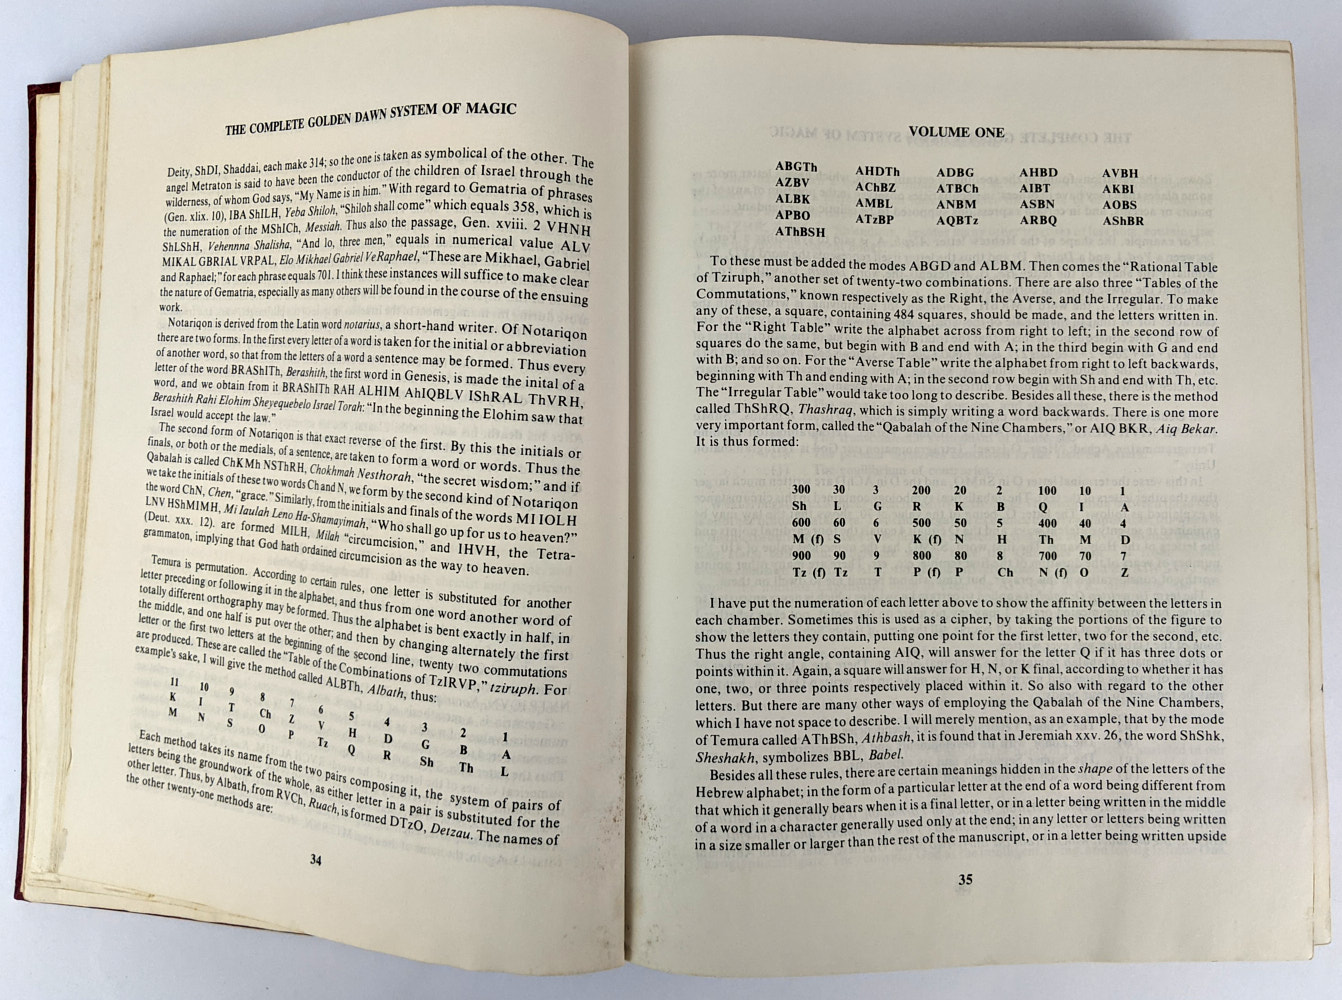 THE COMPLETE GOLDEN DAWN SYSTEM OF MAGIC
Deity, ShDI, Shaddai, each make 314; so the one is taken as symbolical of the other. The
angel Metraton is said to have been the conductor of the children of Israel through the
wilderness, of whom God says, “My Name is in him.” With regard to Gematria of phrases
(Gen. xlix. 10), IBA ShILH, Yeba Shiloh, “Shiloh shall come” which equals 358, which is
the numeration of the MShICh, Messiah. Thus also the passage, Gen. xviii. 2 VHNH
ShLShH, Vehennna Shalisha, “And lo, three men,” equals in numerical value ALV
MIKAL GBRIAL VRPAL, Elo Mikhael Gabriel VeRaphael, “These are Mikhael, Gabriel
and Raphael;” for each phrase equals 701. I think these instances will suffice to make clear
the nature of Gematria, especially as many others will be found in the course of the ensuing
work.
Notariqon is derived from the Latin word notarius, a short-hand writer. Of Notariqon
there are two forms. In the first every letter of a word is taken for the initial or abbreviation
of another word, so that from the letters of a word a sentence may be formed. Thus every
letter of the word BRAShITh, Berashith, the first word in Genesis, is made the inital of a
word, and we obtain from it BRAShITh RAH ALHIM AhIQBLV IShRAL ThVRH,
Berashith Rahi Elohim Sheyequebelo Israel Torah: “In the beginning the Elohim saw that
Israel would accept the law.”
The second form of Notariqon is that exact reverse of the first. By this the initials or
finals, or both or the medials, of a sentence, are taken to form a word or words. Thus the
Qabalah is called ChKMh NSThRH, Chokhmah Nesthorah, “the secret wisdom;” and if
we take the initials of these two words Ch and N, we form by the second kind of Notariqon
the word ChN, Chen, “grace.” Similarly, from the initials and finals of the words MI IOLH
LNV HShMIMH, Mi Iaulah Leno Ha-Shamayimah, “Who shall go up for us to heaven?”
(Deut. xxx. 12). are formed MILH, Milah “circumcision,” and IHVH, the Tetra-
grammaton, implying that God hath ordained circumcision as the way to heaven.
Temura is permutation. According to certain rules, one letter is substituted for another
letter preceding or following it in the alphabet, and thus from one word another word of
totally different orthography may be formed. Thus the alphabet is bent exactly in half, in
the middle, and one half is put over the other; and then by changing alternately the first
letter or the first two letters at the beginning of the second line, twenty two commutations
are produced. These are called the “Table of the Combinations of TzIRVP,” tziruph. For
example's sake, I will give the method called ALBTh, Albath, thus:
11 10 9 8 7 6 5 4 3 2 1
K I T Ch Z V H D G B A
M N S O P Tz Q R Sh Th L
Each method takes its name from the two pairs composing it, the system of pairs of
letters being the groundwork of the whole, as either letter in a pair is substituted for the
other letter. Thus, by Albath, from RVCh, Ruach, is formed DTzO, Detzau. The names of
the other twenty-one methods are:
34
VOLUME ONE
ABGTh AHDTh ADBG AHBD AVBH
AZBV AChBZ ATBCh AIBT AKBI
ALBK AMBL ANBM ASBN AOBS
APBO ATzBP AQBTz ARBQ AShBR
AThBSH
To these must be added the modes ABGD and ALBM. Then comes the “Rational Table
of Tziruph,” another set of twenty-two combinations. There are also three “Tables of the
Commutations,” known respectively as the Right, the Averse, and the Irregular. To make
any of these, a square, containing 484 squares, should be made, and the letters written in.
For the “Right Table” write the alphabet across from right to left; in the second row of
squares do the same, but begin with B and end with A; in the third begin with G and end
with B; and so on. For the “Averse Table” write the alphabet from right to left backwards,
beginning with Th and ending with A; in the second row begin with Sh and end with Th, etc.
The “Irregular Table” would take too long to describe. Besides all these, there is the method
called ThShRQ, Thashraq, which is simply writing a word backwards. There is one more
very important form, called the “Qabalah of the Nine Chambers,” or AIQ BKR, Aiq Bekar.
It is thus formed:
300 30 3 200 20 2 100 10 1
Sh L G R K B Q I A
600 60 6 500 50 5 400 40 4
M (f) S V K (f) N H Th M D
900 90 9 800 80 8 700 70 7
Tz (f) Tz T P (f) P Ch N (f) O Z
I have put the numeration of each letter above to show the affinity between the letters in
each chamber. Sometimes this is used as a cipher, by taking the portions of the figure to
show the letters they contain, putting one point for the first letter, two for the second, etc.
Thus the right angle, containing AIQ, will answer for the letter Q if it has three dots or
points within it. Again, a square will answer for H, N, or K final, according to whether it has
one, two, or three points respectively placed within it. So also with regard to the other
letters. But there are many other ways of employing the Qabalah of the Nine Chambers,
which I have not space to describe. I will merely mention, as an example, that by the mode
of Temura called AThBSh, Athbash, it is found that in Jeremiah xxv. 26, the word ShShk,
Sheshakh, symbolizes BBL, Babel.
Besides all these rules, there are certain meanings hidden in the shape of the letters of the
Hebrew alphabet; in the form of a particular letter at the end of a word being different from
that which it generally bears when it is a final letter, or in a letter being written in the middle
of a word in a character generally used only at the end; in any letter or letters being written
in a size smaller or larger than the rest of the manuscript, or in a letter being written upside
35